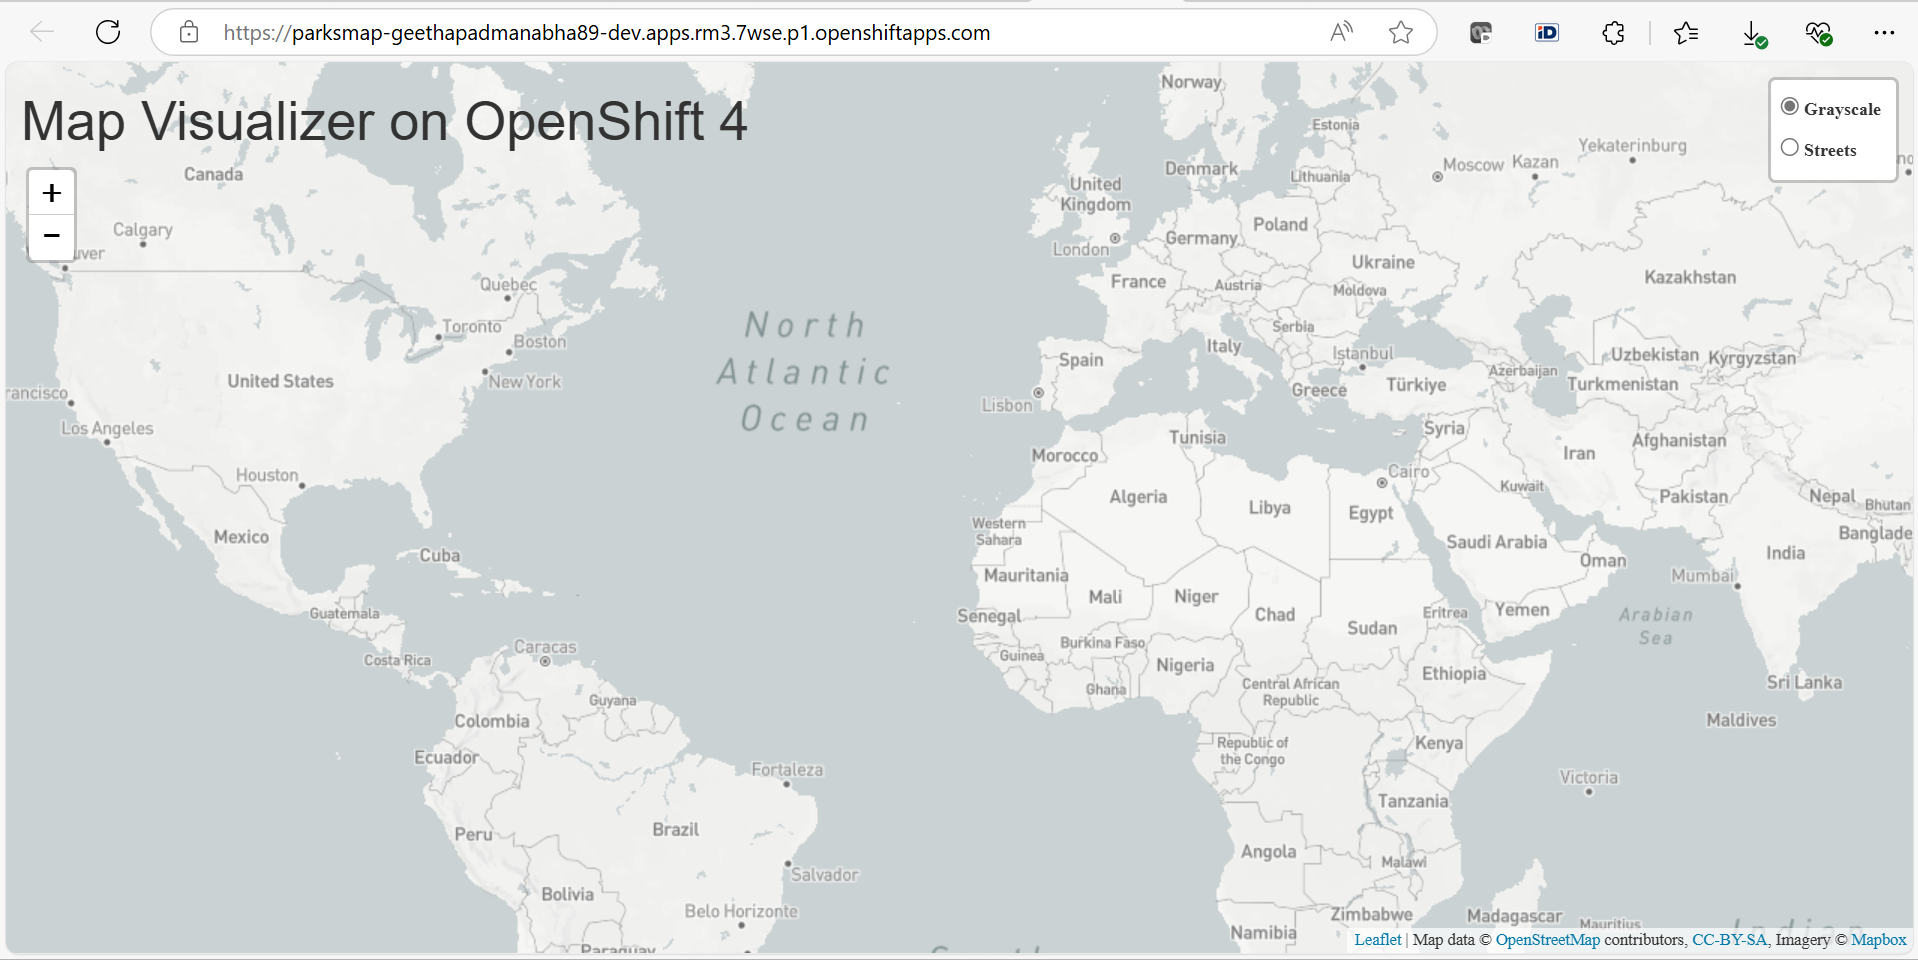 https://parksmap-geethapadmanabha89-dev.apps.rm3.7wse.p1.openshiftapps.com
Map Visualizer on OpenShift 4
+
−
Grayscale
Streets
Norway
Estonia
Yekaterinburg
Moscow
Kazan
Denmark
Lithuania
Canada
United
Kingdom
Poland
Calgary
London
Germany
Ukraine
Kazakhstan
uver
France
Austria
Moldova
Quebec
Toronto
Boston
North
Atlantic
Ocean
Serbia
Italy
Istanbul
Spain
Uzbekistan
Kyrgyzstan
Azerbaijan
United States
New York
Greece
Türkiye
Turkmenistan
rancisco
Lisbon
Los Angeles
Tunisia
Syria
Afghanistan
Morocco
Iran
Houston
Cairo
Kuwait
Algeria
Libya
Egypt
Pakistan
Nepal
Bhutan
Mexico
Western
Sahara
Saudi Arabia
Banglade
Cuba
Oman
India
Mauritania
Mali
Niger
Mumbai
Guatemala
Senegal
Chad
Eritrea
Yemen
Arabian
Sea
Sudan
Caracas
Costa Rica
Burkina Faso
Guinea
Nigeria
Ethiopia
Ghana
Central African
Republic
Sri Lanka
Guyana
Colombia
Maldives
Ecuador
Republic of
the Congo
Kenya
Fortaleza
Victoria
Tanzania
Peru
Brazil
Angola
Malawi
Salvador
Bolivia
Belo Horizonte
Zimbabwe
Madagascar
Mauritius
Namibia
Paraguay
South
Indian
Leaflet | Map data © OpenStreetMap contributors, CC-BY-SA, Imagery © Mapbox